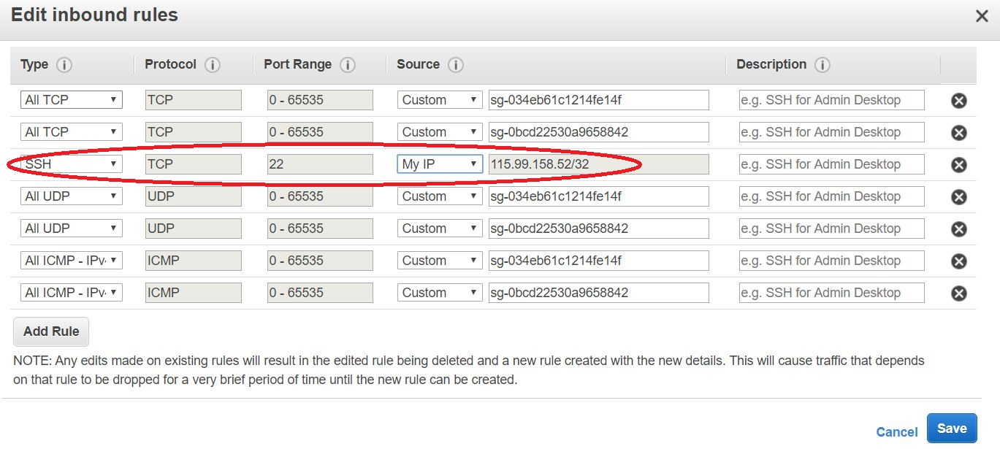 Edit inbound rules
Type Protocol Port Range Source Description
All TCP TCP 0 - 65535 Custom sg-034eb61c1214fe14f e.g. SSH for Admin Desktop
All TCP TCP 0 - 65535 Custom sg-0bcd22530a9658842 e.g. SSH for Admin Desktop
SSH TCP 22 My IP 115.99.158.52/32 e.g. SSH for Admin Desktop
All UDP UDP 0 - 65535 Custom sg-034eb61c1214fe14f e.g. SSH for Admin Desktop
All UDP UDP 0 - 65535 Custom sg-0bcd22530a9658842 e.g. SSH for Admin Desktop
All ICMP - IPv ICMP 0 - 65535 Custom sg-034eb61c1214fe14f e.g. SSH for Admin Desktop
All ICMP - IPv ICMP 0 - 65535 Custom sg-0bcd22530a9658842 e.g. SSH for Admin Desktop
Add Rule
NOTE: Any edits made on existing rules will result in the edited rule being deleted and a new rule created with the new details. This will cause traffic that depends
on that rule to be dropped for a very brief period of time until the new rule can be created.
Cancel Save